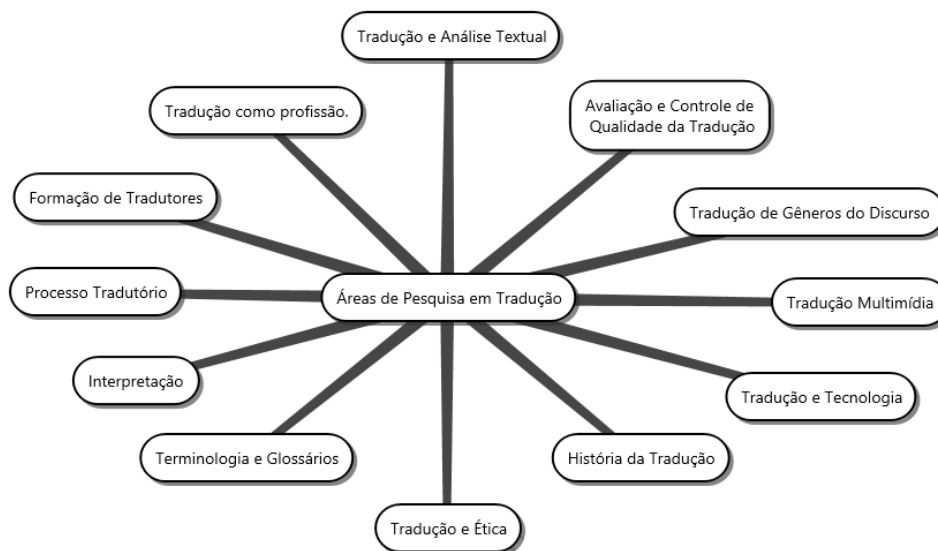 Tradução e Análise Textual
Tradução como profissão.
Avaliação e Controle de
Qualidade da Tradução
Formação de Tradutores
Tradução de Gêneros do Discurso
Processo Tradutório
Áreas de Pesquisa em Tradução
Tradução Multimídia
Interpretação
Tradução e Tecnologia
Terminologia e Glossários
História da Tradução
Tradução e Ética